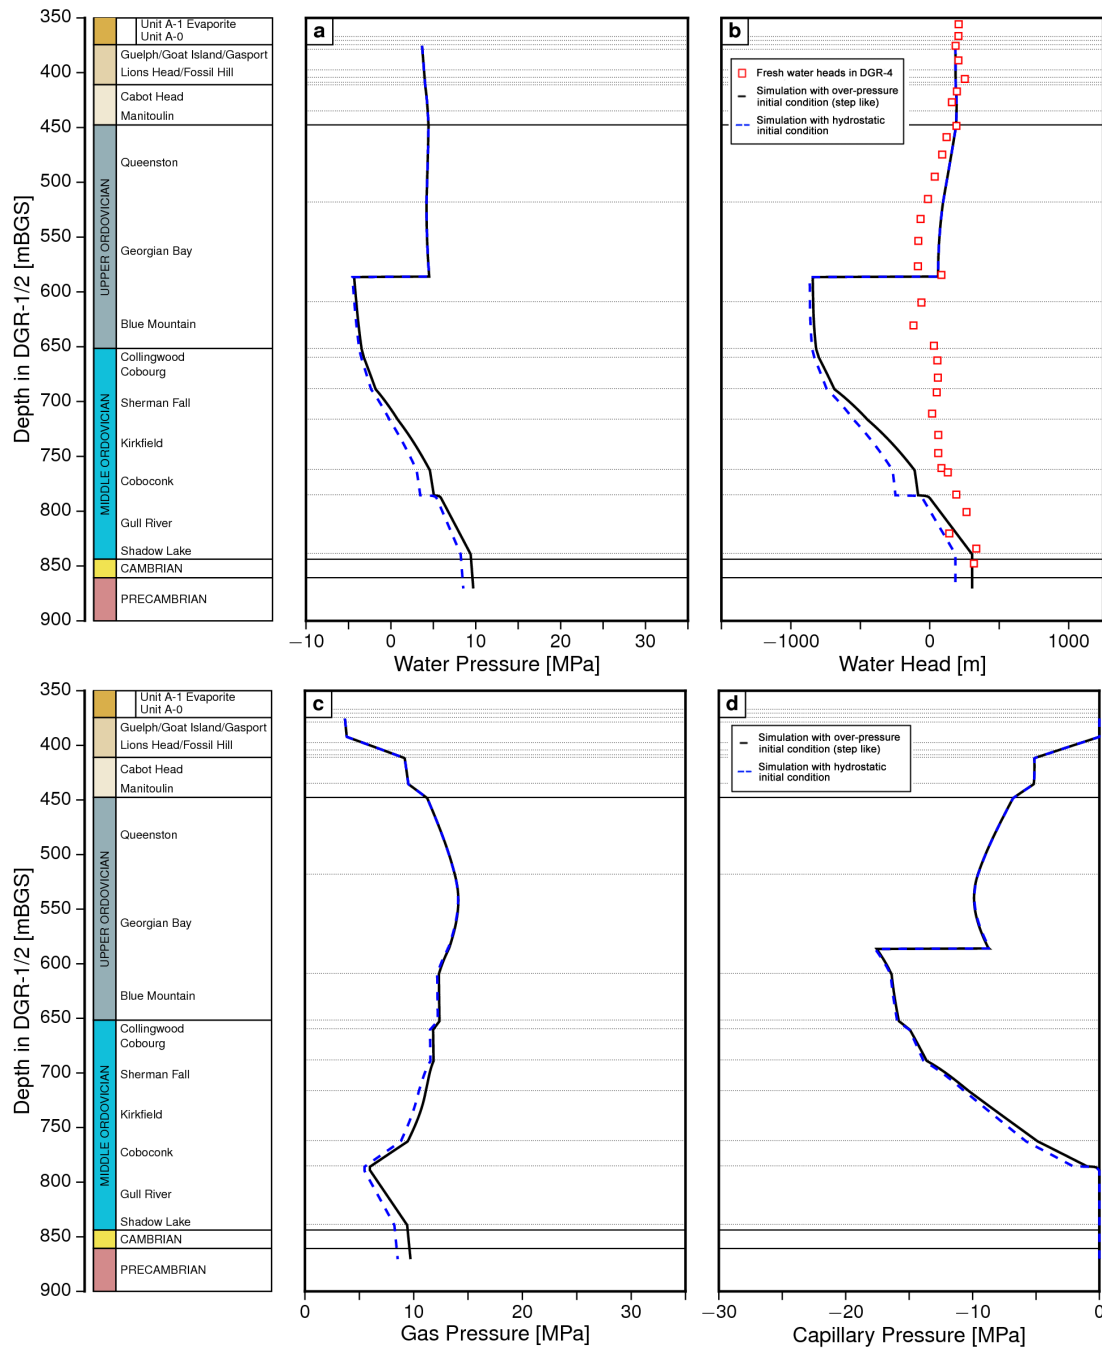 a
b
350
400
450
500
550
600
650
700
750
800
850
900
Depth in DGR-1/2 [mBGS]
Unit A-1 Evaporite
Unit A-0
Guelph/Goat Island/Gasport
Lions Head/Fossil Hill
Cabot Head
Manitoulin
UPPER ORDOVICIAN
Queenston
Georgian Bay
Blue Mountain
MIDDLE ORDOVICIAN
Collingwood
Cobourg
Sherman Fall
Kirkfield
Coboconk
Gull River
Shadow Lake
CAMBRIAN
PRECAMBRIAN
Fresh water heads in DGR-4
Simulation with over-pressure
initial condition (step like)
Simulation with hydrostatic
initial condition
−10 0 10 20 30
Water Pressure [MPa]
−1000 0 1000
Water Head [m]
c
d
350
400
450
500
550
600
650
700
750
800
850
900
Depth in DGR-1/2 [mBGS]
Unit A-1 Evaporite
Unit A-0
Guelph/Goat Island/Gasport
Lions Head/Fossil Hill
Cabot Head
Manitoulin
UPPER ORDOVICIAN
Queenston
Georgian Bay
Blue Mountain
MIDDLE ORDOVICIAN
Collingwood
Cobourg
Sherman Fall
Kirkfield
Coboconk
Gull River
Shadow Lake
CAMBRIAN
PRECAMBRIAN
Simulation with over-pressure
initial condition (step like)
Simulation with hydrostatic
initial condition
0 10 20 30
Gas Pressure [MPa]
−30 −20 −10 0
Capillary Pressure [MPa]